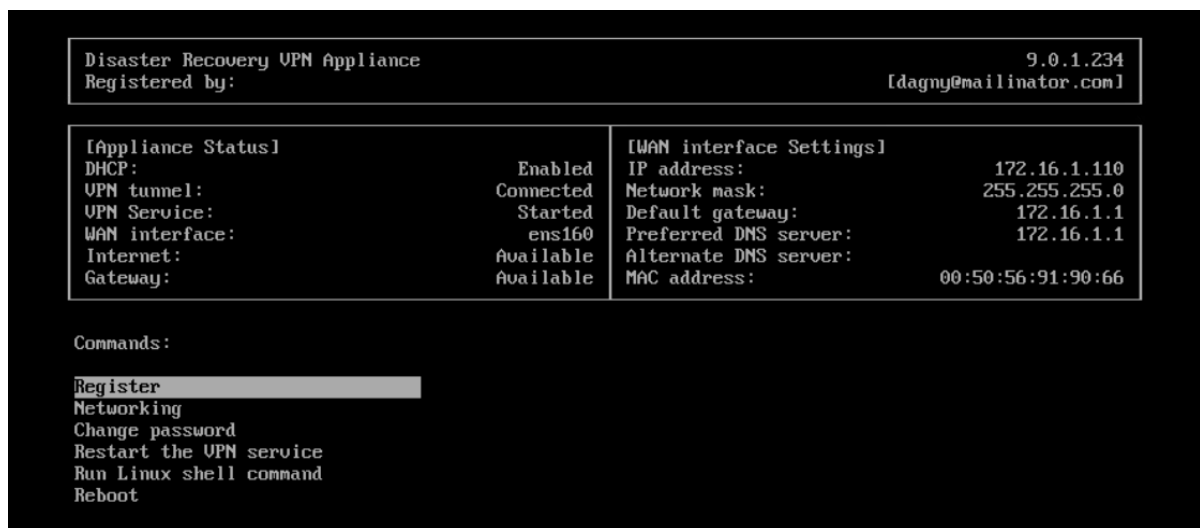 Disaster Recovery VPN Appliance 9.0.1.234
Registered by: [dagny@mailinator.com]
[Appliance Status]
DHCP: Enabled
VPN tunnel: Connected
VPN Service: Started
WAN interface: ens160
Internet: Available
Gateway: Available
[WAN interface Settings]
IP address: 172.16.1.110
Network mask: 255.255.255.0
Default gateway: 172.16.1.1
Preferred DNS server: 172.16.1.1
Alternate DNS server:
MAC address: 00:50:56:91:90:66
Commands:
Register
Networking
Change password
Restart the VPN service
Run Linux shell command
Reboot